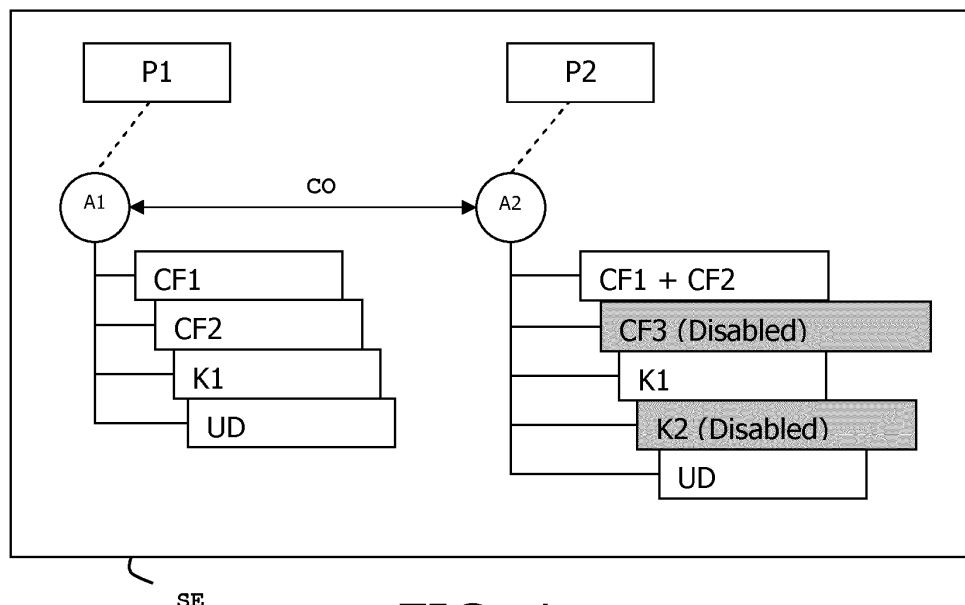 P1
P2
A1
CO
A2
CF1
CF2
K1
UD
CF1 + CF2
CF3 (Disabled)
K1
K2 (Disabled)
UD
SE